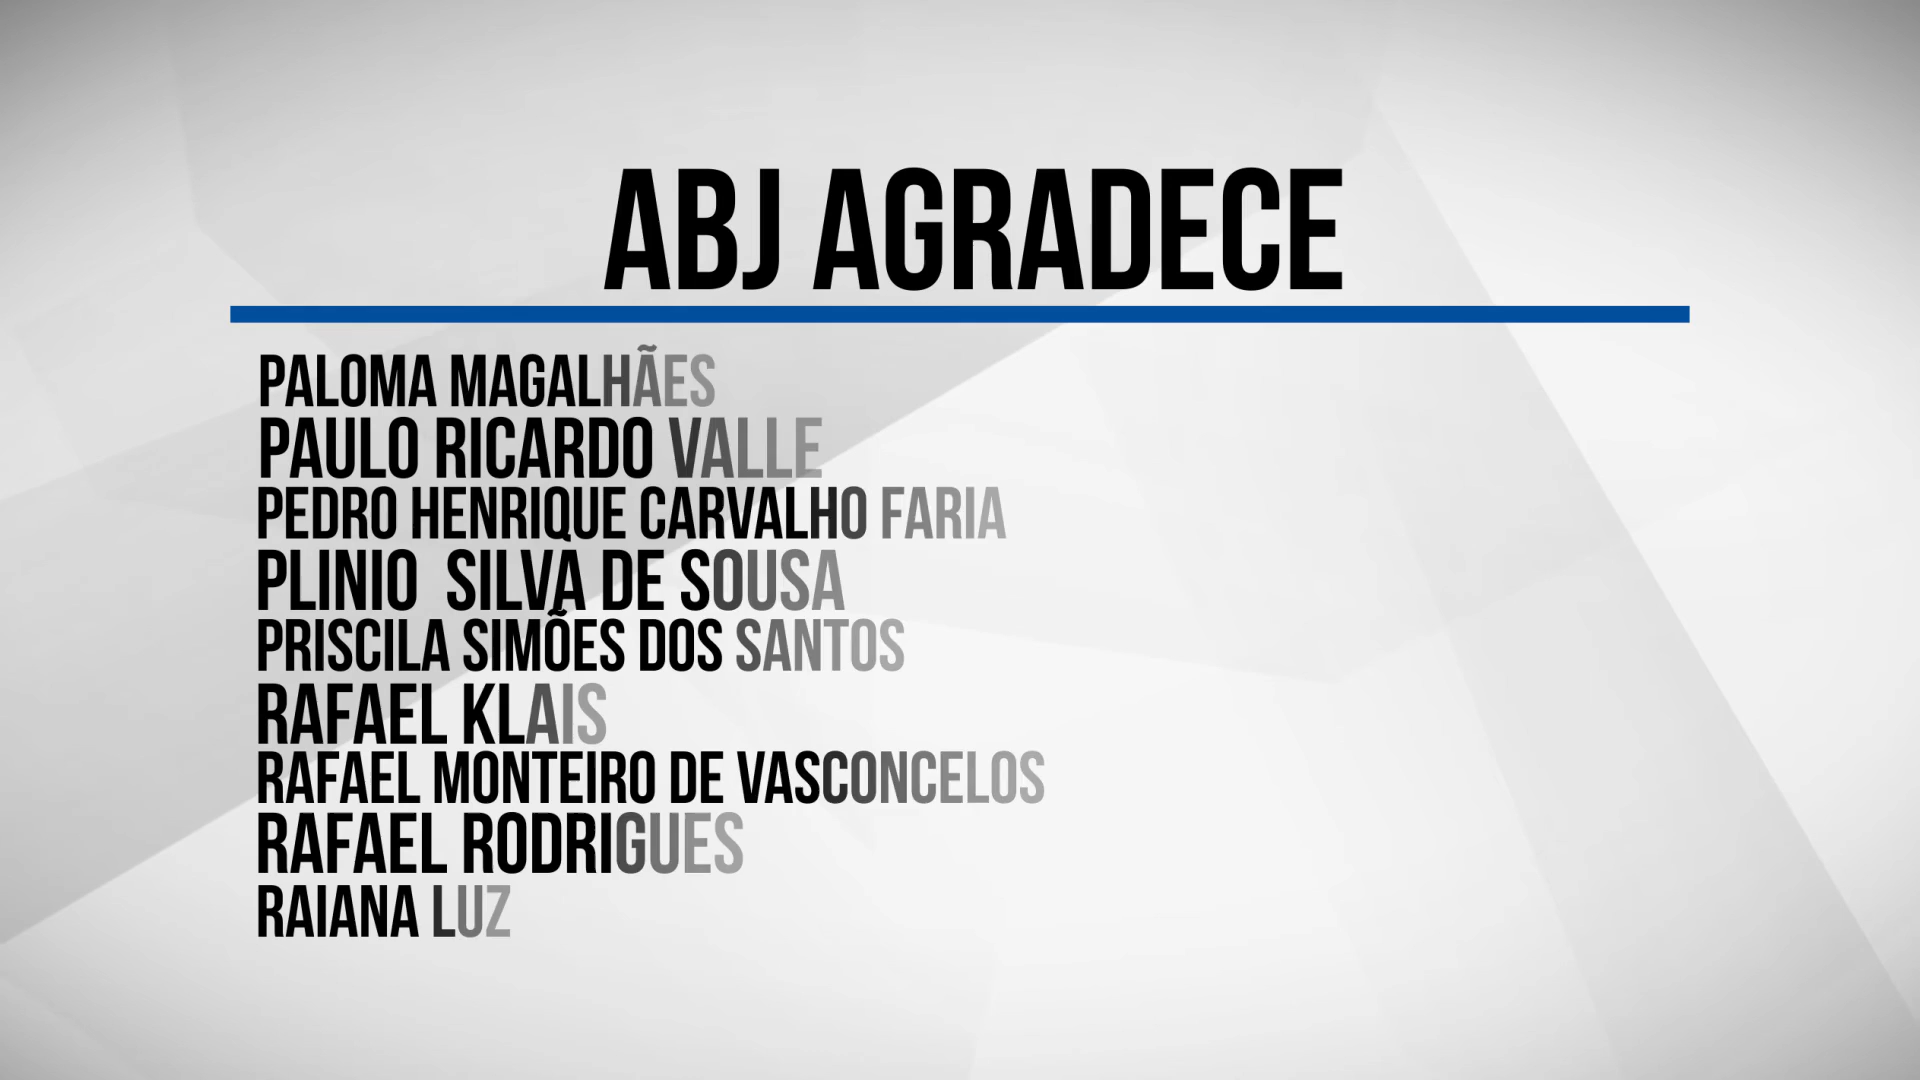 ABJ AGRADECE
PALOMA MAGALHÃES
PAULO RICARDO VALLE
PEDRO HENRIQUE CARVALHO FARIA
PLINIO  SILVA DE SOUSA
PRISCILA SIMÕES DOS SANTOS
RAFAEL KLAIS
RAFAEL MONTEIRO DE VASCONCELOS
RAFAEL RODRIGUES
RAIANA LUZ